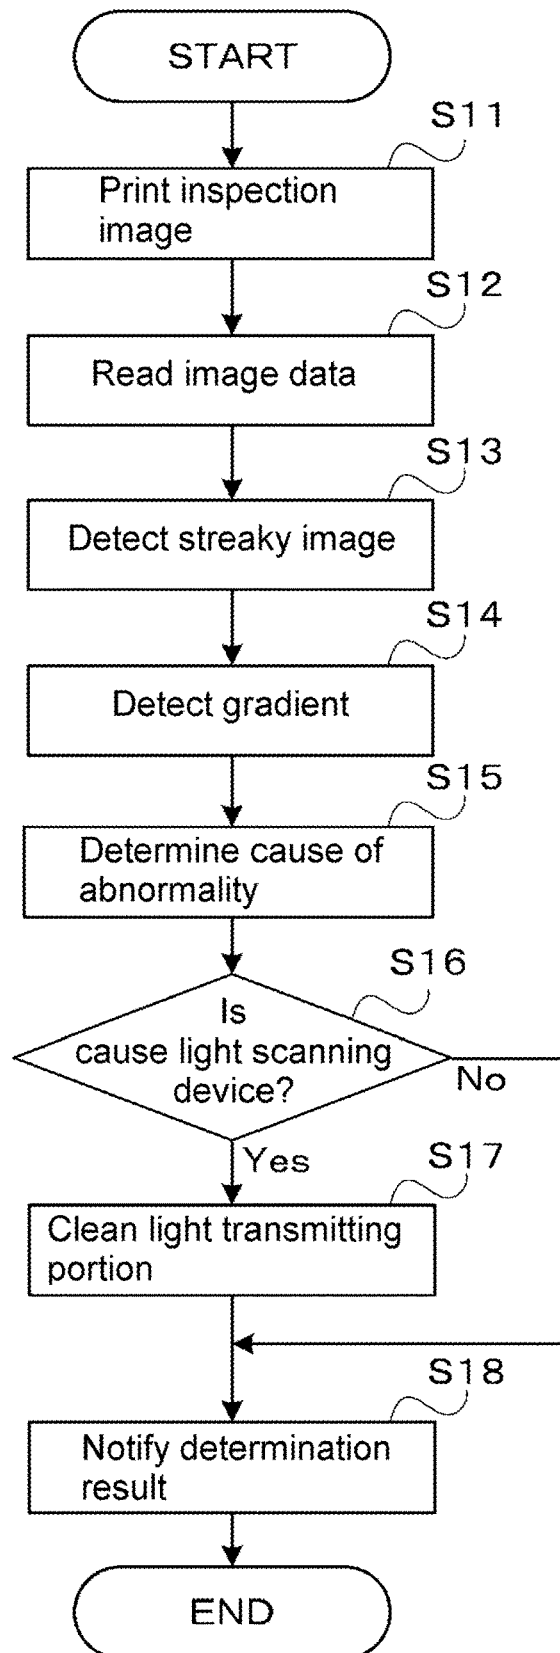 START
S11
Print inspection
image
S12
Read image data
S13
Detect streaky image
S14
Detect gradient
S15
Determine cause of
abnormality
S16
Is
cause light scanning
device?
No
Yes
S17
Clean light transmitting
portion
S18
Notify determination
result
END